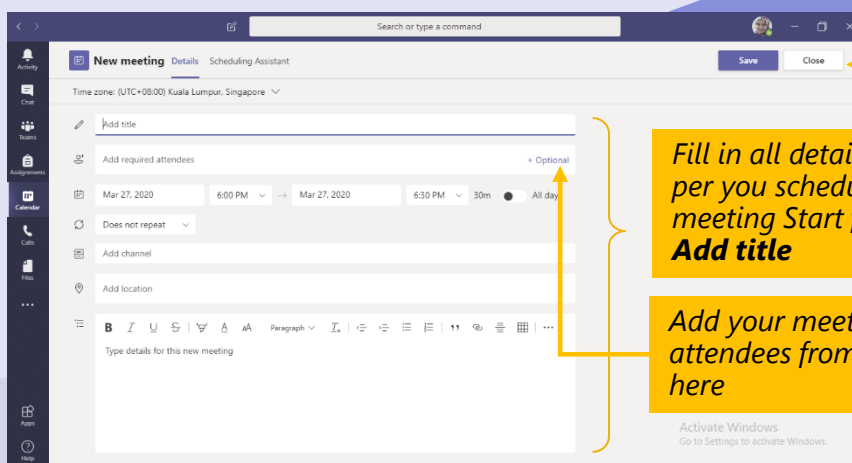 Search or type a command
Activity
Chat
Teams
Assignments
Calendar
Calls
Files
Apps
Help
New meeting Details Scheduling Assistant
Save Close
Time zone: (UTC+08:00) Kuala Lumpur, Singapore
Add title
Add required attendees + Optional
Mar 27, 2020 6:00 PM → Mar 27, 2020 6:30 PM 30m All day
Does not repeat
Add channel
Add location
B I U S A AA Paragraph
Type details for this new meeting
Fill in all detai
per you schedu
meeting Start
Add title
Add your meet
attendees from
here
Activate Windows
Go to Settings to activate Windows.